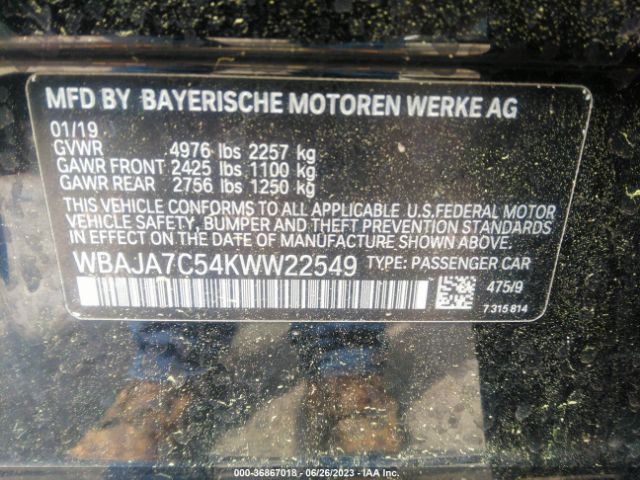 MFD BY BAYERISCHE MOTOREN WERKE AG
01/19
GVWR 4976 lbs 2257 kg
GAWR FRONT 2425 lbs 1100 kg
GAWR REAR 2756 lbs 1250 kg
THIS VEHICLE CONFORMS TO ALL APPLICABLE U.S.FEDERAL MOTOR
VEHICLE SAFETY, BUMPER AND THEFT PREVENTION STANDARDS
IN EFFECT ON THE DATE OF MANUFACTURE SHOWN ABOVE.
WBAJA7C54KWW22549 TYPE: PASSENGER CAR
475/9
7 315 814
000-36867018 - 06/26/2023 - IAA Inc.